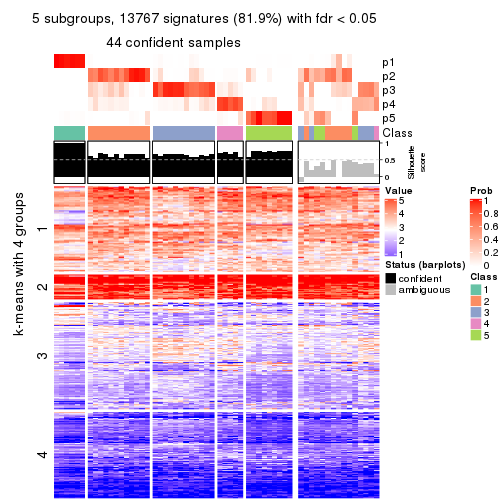 5 subgroups, 13767 signatures (81.9%) with fdr < 0.05
44 confident samples
p1
p2
p3
p4
p5
Class
1
0.5
0
Silhouette
score
k-means with 4 groups
1
2
3
4
Value
5
4
3
2
1
Status (barplots)
confident
ambiguous
Prob
1
0.8
0.6
0.4
0.2
0
Class
1
2
3
4
5